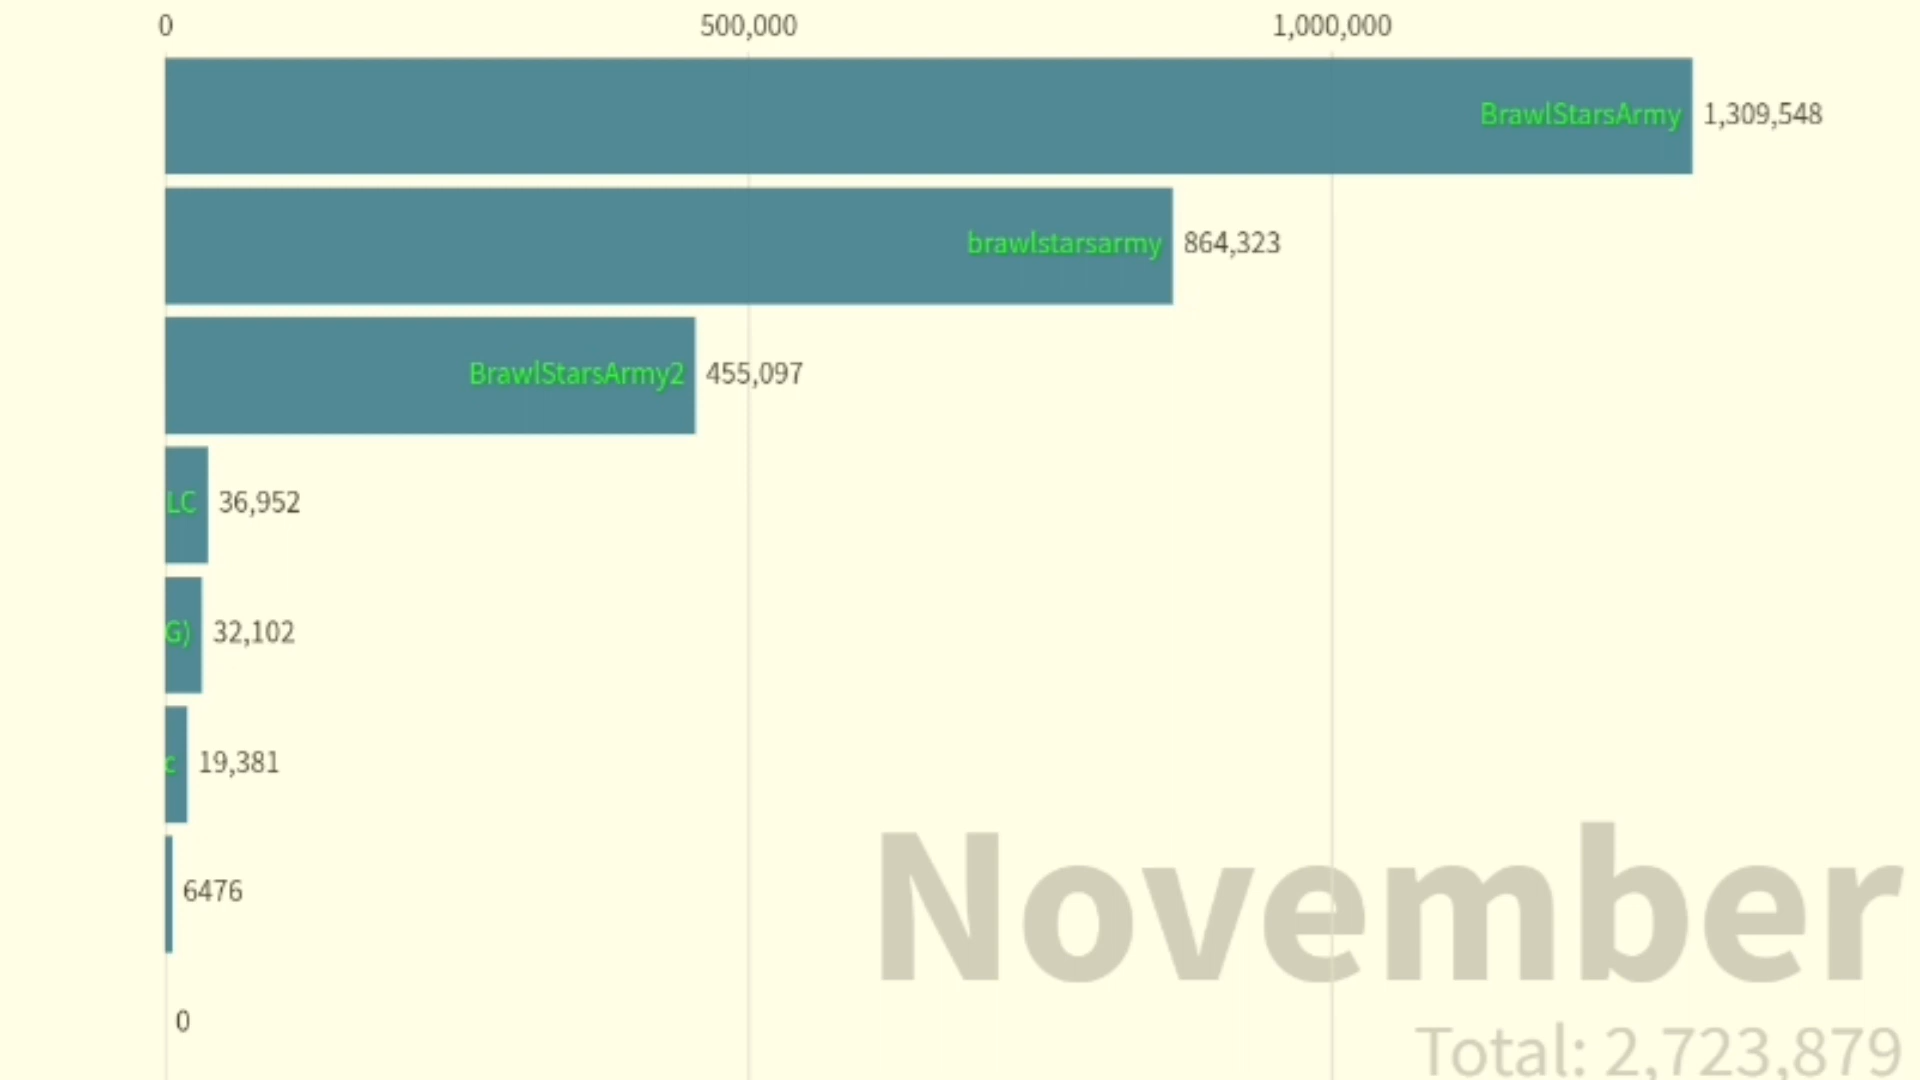 0 500,000 1,000,000
BrawlStarsArmy 1,309,548
brawlstarsarmy 864,323
BrawlStarsArmy2 455,097
LC 36,952
G) 32,102
c 19,381
6476
November
0
Total: 2,723,879